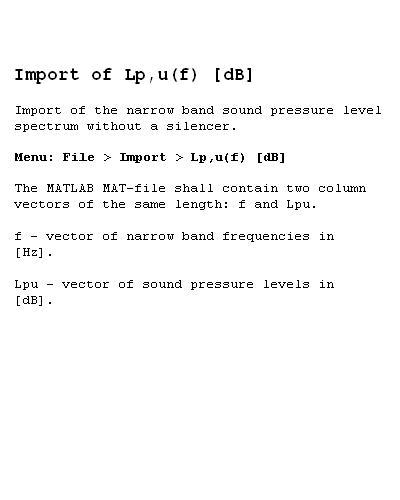 Import of Lp,u(f) [dB]
Import of the narrow band sound pressure level
spectrum without a silencer.
Menu: File > Import > Lp,u(f) [dB]
The MATLAB MAT-file shall contain two column
vectors of the same length: f and Lpu.
f - vector of narrow band frequencies in
[Hz].
Lpu - vector of sound pressure levels in
[dB].